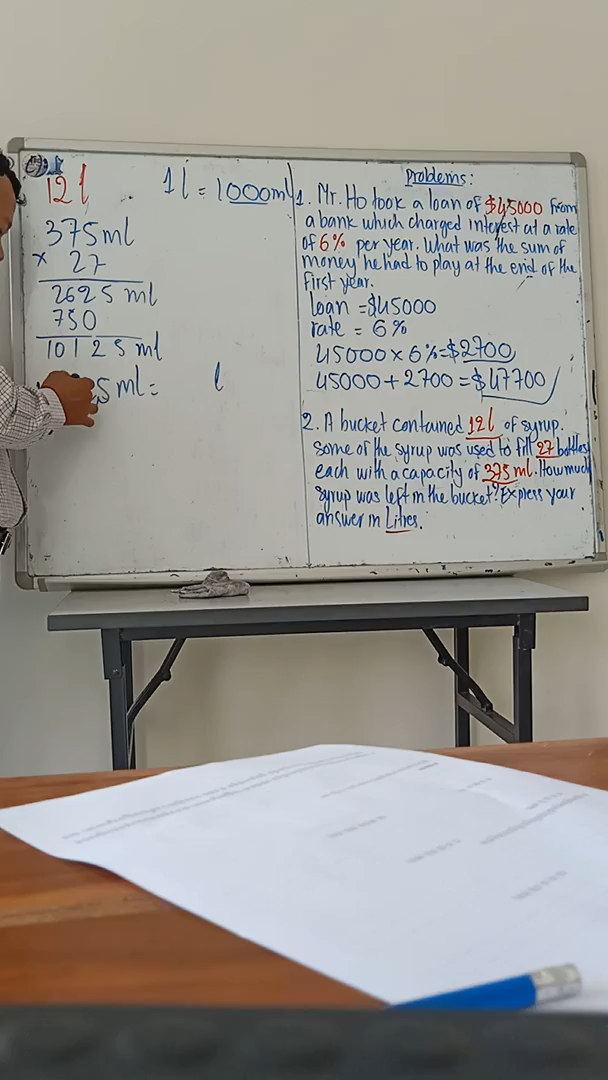 12 l
1 l = 1000 ml
375 ml
× 27
2625 ml
750
10125 ml
5 ml = l
Problems:
1. Mr. Ho took a loan of $45000 from
a bank which charged interest at a rate
of 6% per year. What was the sum of
money he had to play at the end of the
first year.
loan = $45000
rate = 6%
45000 × 6% = $2700
45000 + 2700 = $47700
2. A bucket contained 12 l of syrup.
Some of the syrup was used to fill 27 bottles
each with a capacity of 375 ml. How much
syrup was left in the bucket? Express your
answer in Litres.